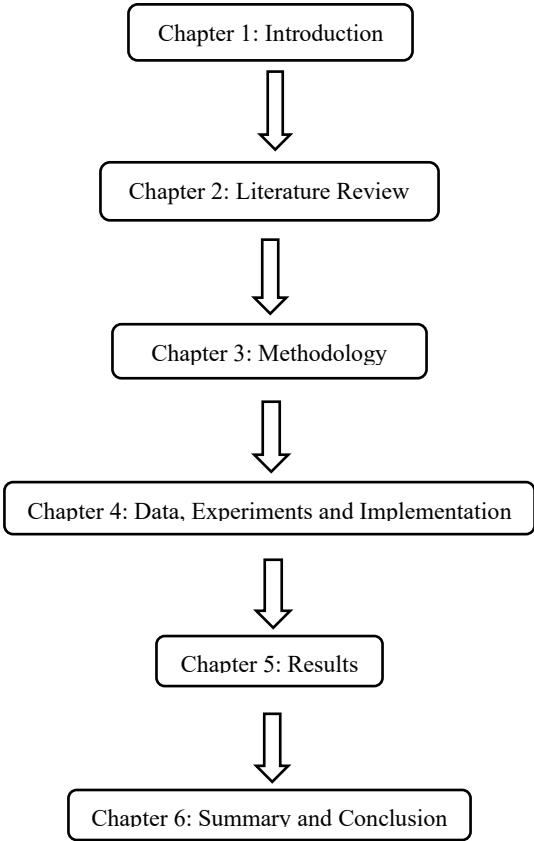 Chapter 1: Introduction
Chapter 2: Literature Review
Chapter 3: Methodology
Chapter 4: Data, Experiments and Implementation
Chapter 5: Results
Chapter 6: Summary and Conclusion